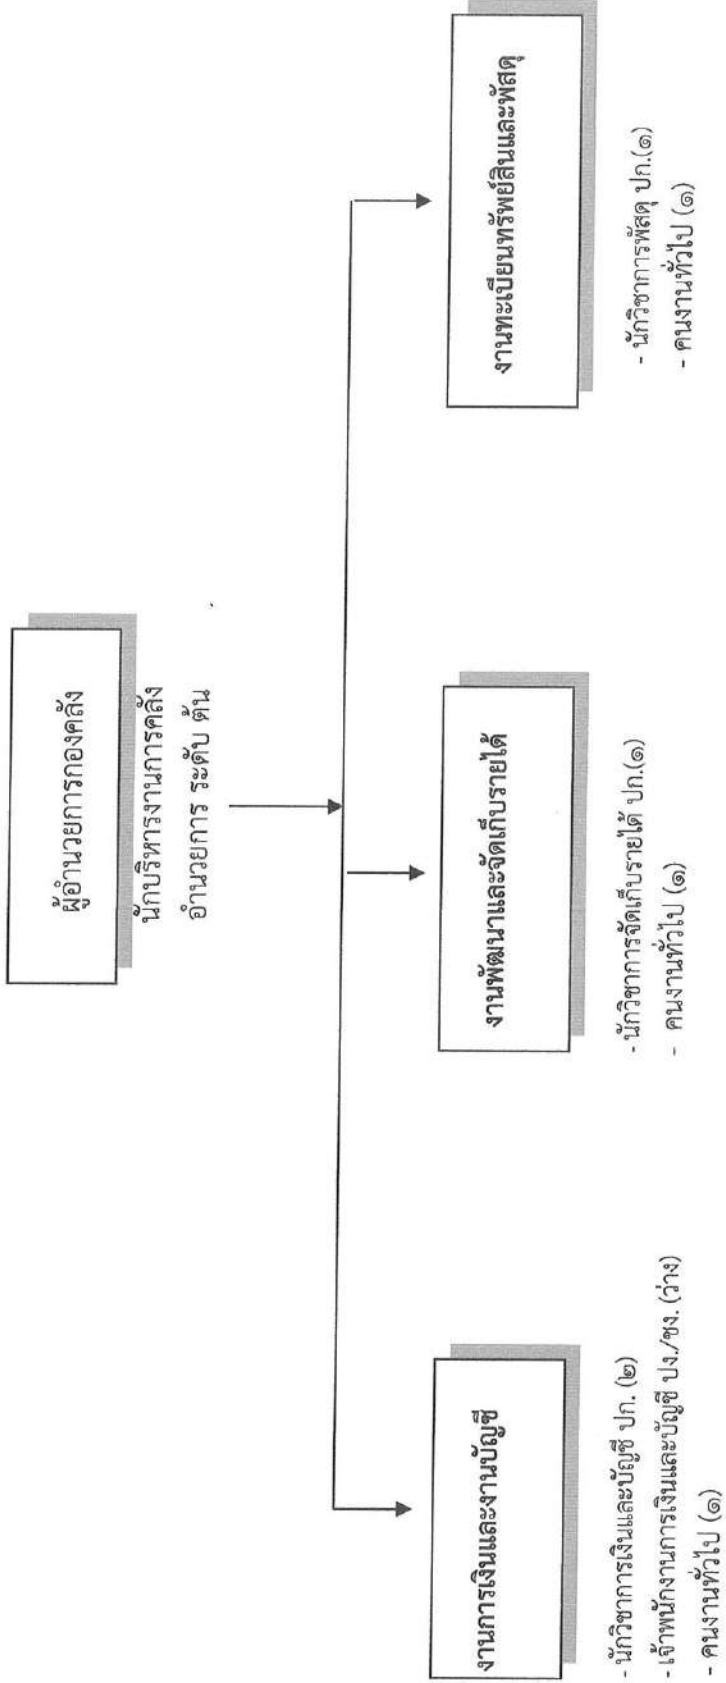 ผู้อำนวยการกองคลัง
นักบริหารงานการคลัง
อำนวยการ ระดับ ต้น
งานการเงินและงานบัญชี
- นักวิชาการเงินและบัญชี ปก. (๒)
- เจ้าพนักงานการเงินและบัญชี ปง./ชง. (ว่าง)
- คนงานทั่วไป (๑)
งานพัฒนาและจัดเก็บรายได้
- นักวิชาการจัดเก็บรายได้ ปก.(๑)
- คนงานทั่วไป (๑)
งานทะเบียนทรัพย์สินและพัสดุ
- นักวิชาการพัสดุ ปก.(๑)
- คนงานทั่วไป (๑)